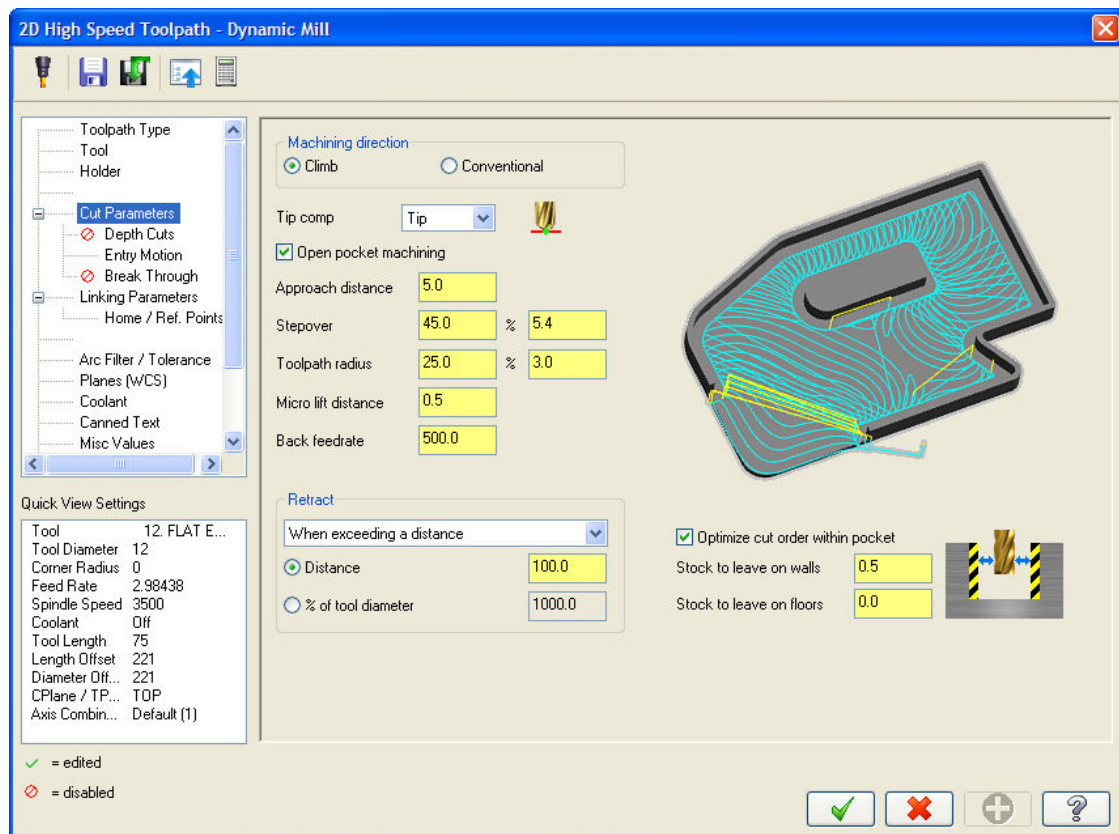 2D High Speed Toolpath - Dynamic Mill
Toolpath Type
Tool
Holder
Cut Parameters
Depth Cuts
Entry Motion
Break Through
Linking Parameters
Home / Ref. Points
Arc Filter / Tolerance
Planes (WCS)
Coolant
Canned Text
Misc Values
Quick View Settings
Tool 12. FLAT E...
Tool Diameter 12
Corner Radius 0
Feed Rate 2.98438
Spindle Speed 3500
Coolant Off
Tool Length 75
Length Offset 221
Diameter Off... 221
CPlane / TP... TOP
Axis Combin... Default (1)
= edited
= disabled
Machining direction
Climb Conventional
Tip comp Tip
Open pocket machining
Approach distance 5.0
Stepover 45.0 % 5.4
Toolpath radius 25.0 % 3.0
Micro lift distance 0.5
Back feedrate 500.0
Retract
When exceeding a distance
Distance 100.0
% of tool diameter 1000.0
Optimize cut order within pocket
Stock to leave on walls 0.5
Stock to leave on floors 0.0